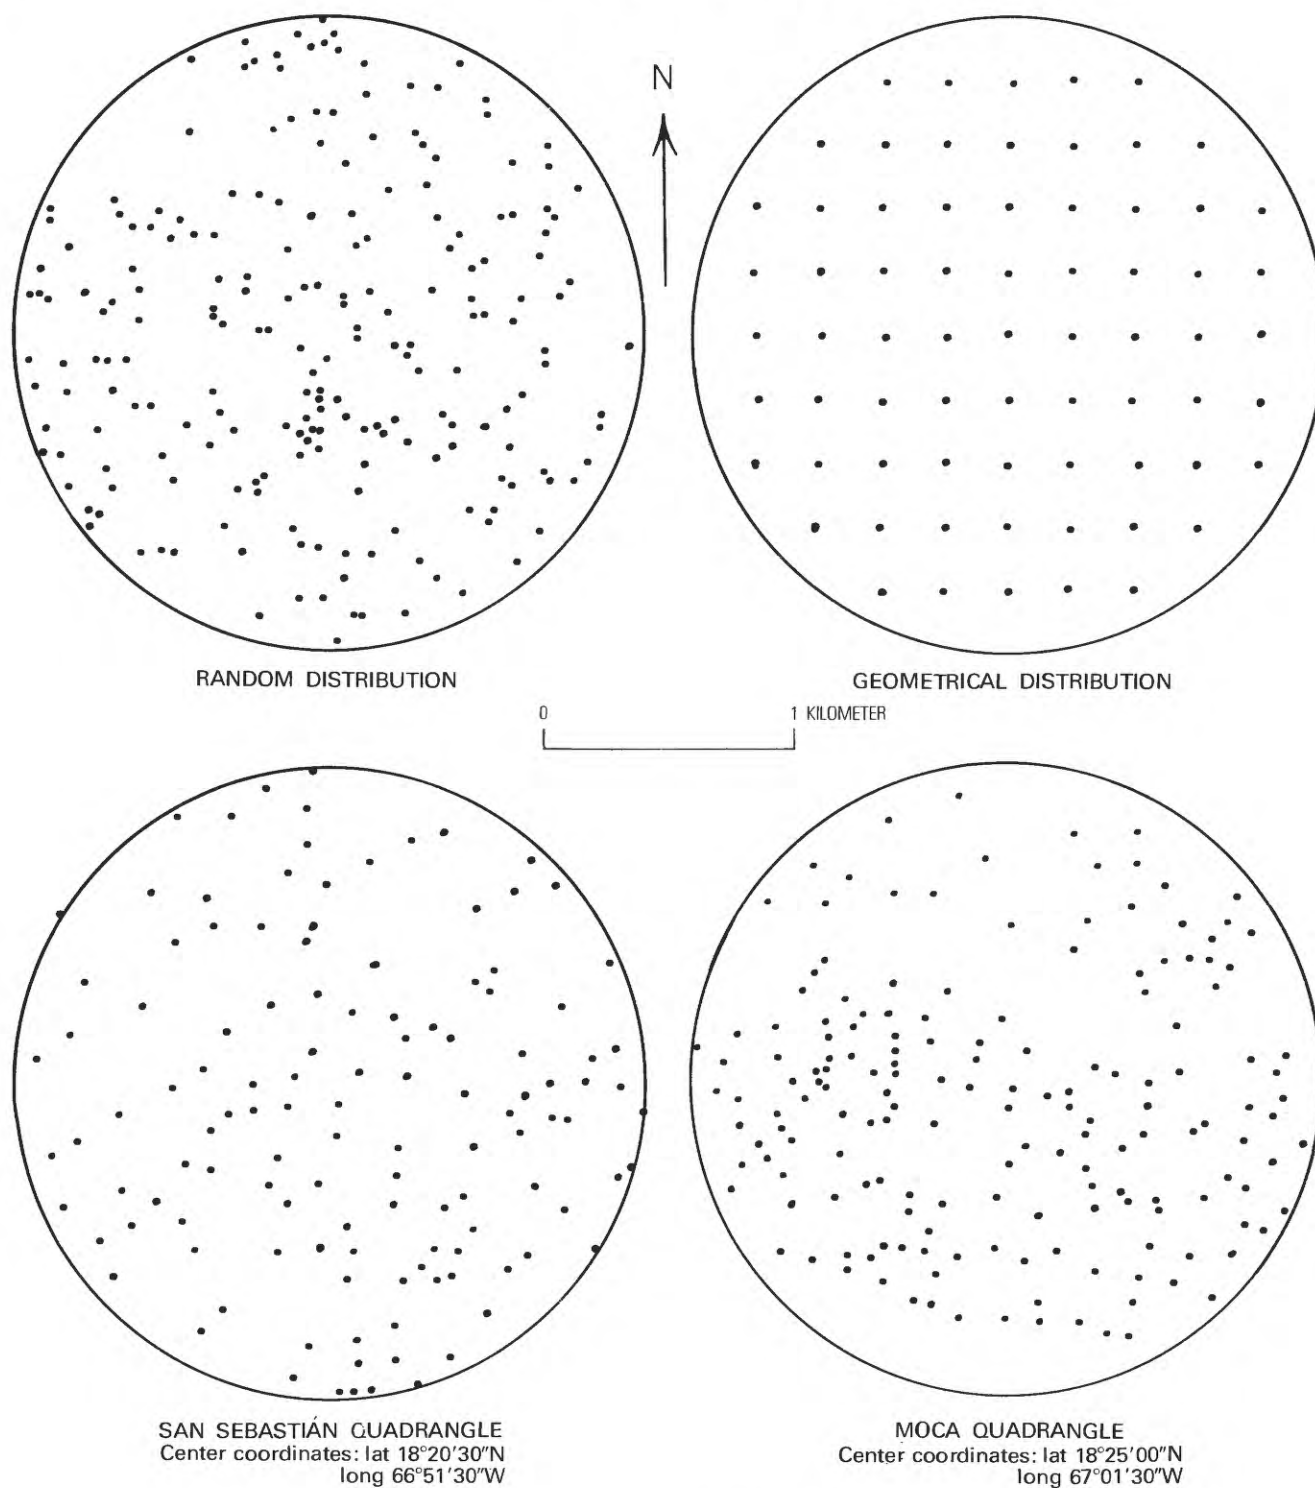 N
RANDOM DISTRIBUTION
GEOMETRICAL DISTRIBUTION
0 1 KILOMETER
SAN SEBASTIÁN QUADRANGLE
Center coordinates: lat 18°20'30"N
long 66°51'30"W
MOCA QUADRANGLE
Center coordinates: lat 18°25'00"N
long 67°01'30"W